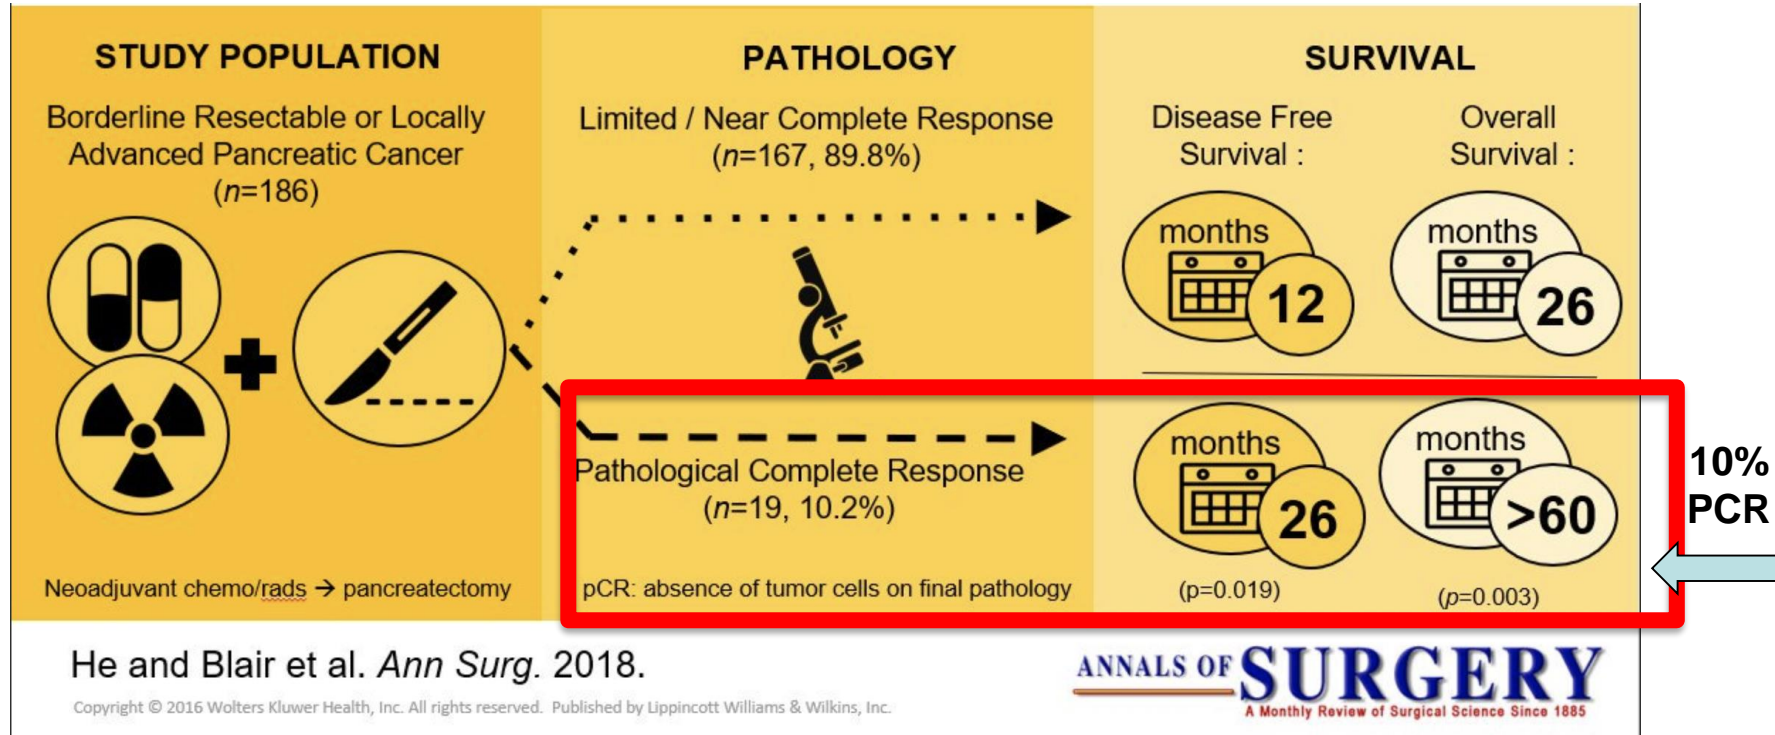 STUDY POPULATION
Borderline Resectable or Locally
Advanced Pancreatic Cancer
(n=186)
Neoadjuvant chemo/rads → pancreatectomy
PATHOLOGY
Limited / Near Complete Response
(n=167, 89.8%)
Pathological Complete Response
(n=19, 10.2%)
pCR: absence of tumor cells on final pathology
SURVIVAL
Disease Free
Survival :
Overall
Survival :
months
12
months
26
months
26
(p=0.019)
months
>60
(p=0.003)
10%
PCR
He and Blair et al. Ann Surg. 2018.
Copyright © 2016 Wolters Kluwer Health, Inc. All rights reserved. Published by Lippincott Williams & Wilkins, Inc.
ANNALS OF SURGERY
A Monthly Review of Surgical Science Since 1885